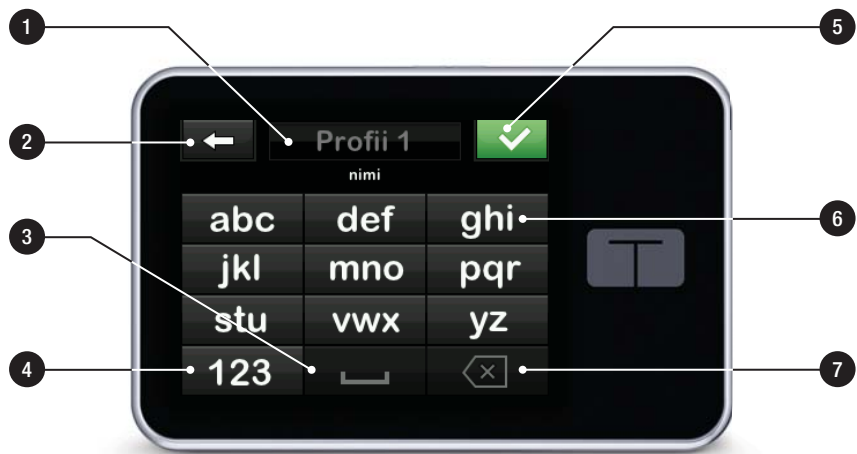 1
5
Profii 1
2
nimi
abc def ghi
6
3
jkl mno pqr
stu vwx yz
4
123
7